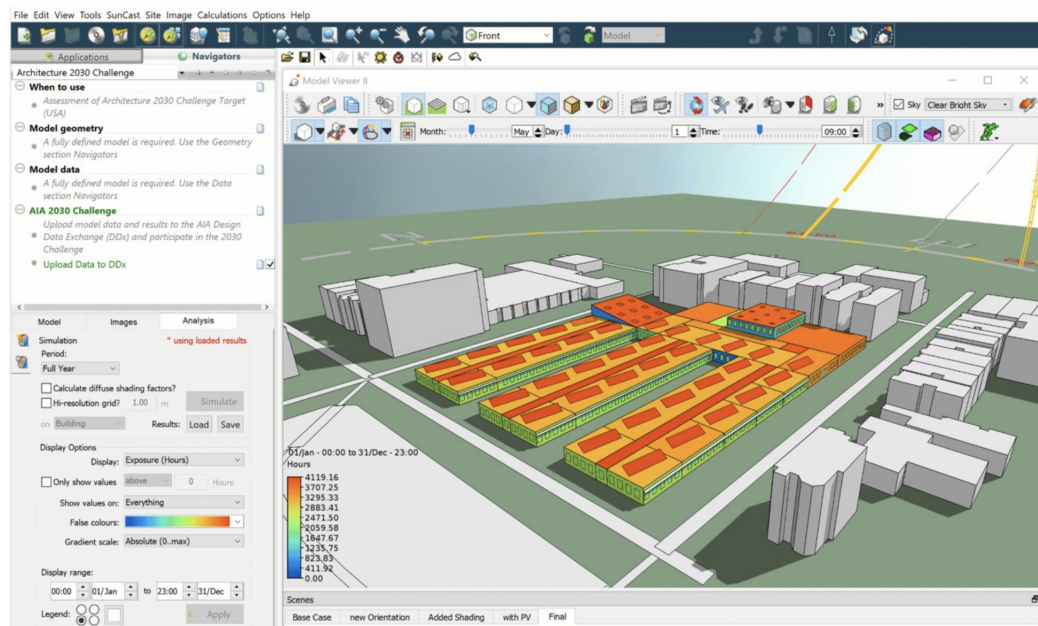 File Edit View Tools SunCast Site Image Calculations Options Help
Front
Model
Applications
Navigators
Architecture 2030 Challenge
When to use
Assessment of Architecture 2030 Challenge Target
(USA)
Model geometry
A fully defined model is required. Use the Geometry
section Navigators
Model data
A fully defined model is required. Use the Data
section Navigators
AIA 2030 Challenge
Upload model data and results to the AIA Design
Data Exchange (DDx) and participate in the 2030
Challenge
Upload Data to DDx
Model Images Analysis
Simulation * using loaded results
Period:
Full Year
Calculate diffuse shading factors?
Hi-resolution grid? 1.00 m Simulate
on Building Results: Load Save
Display Options
Display: Exposure (Hours)
Only show values above 0 Hours
Show values on: Everything
False colours:
Gradient scale: Absolute (0..max)
Display range:
00:00 01/Jan to 23:00 31/Dec
Legend: Apply
Model Viewer II
» Sky Clear Bright Sky
Month: May Day: 1 Time: 09:00
01/Jan - 00:00 to 31/Dec - 23:00
Hours
4119.16
3707.25
3295.33
2883.41
2471.50
2059.58
1647.67
1235.75
823.83
411.92
0.00
Scenes
Base Case new Orientation Added Shading with PV Final